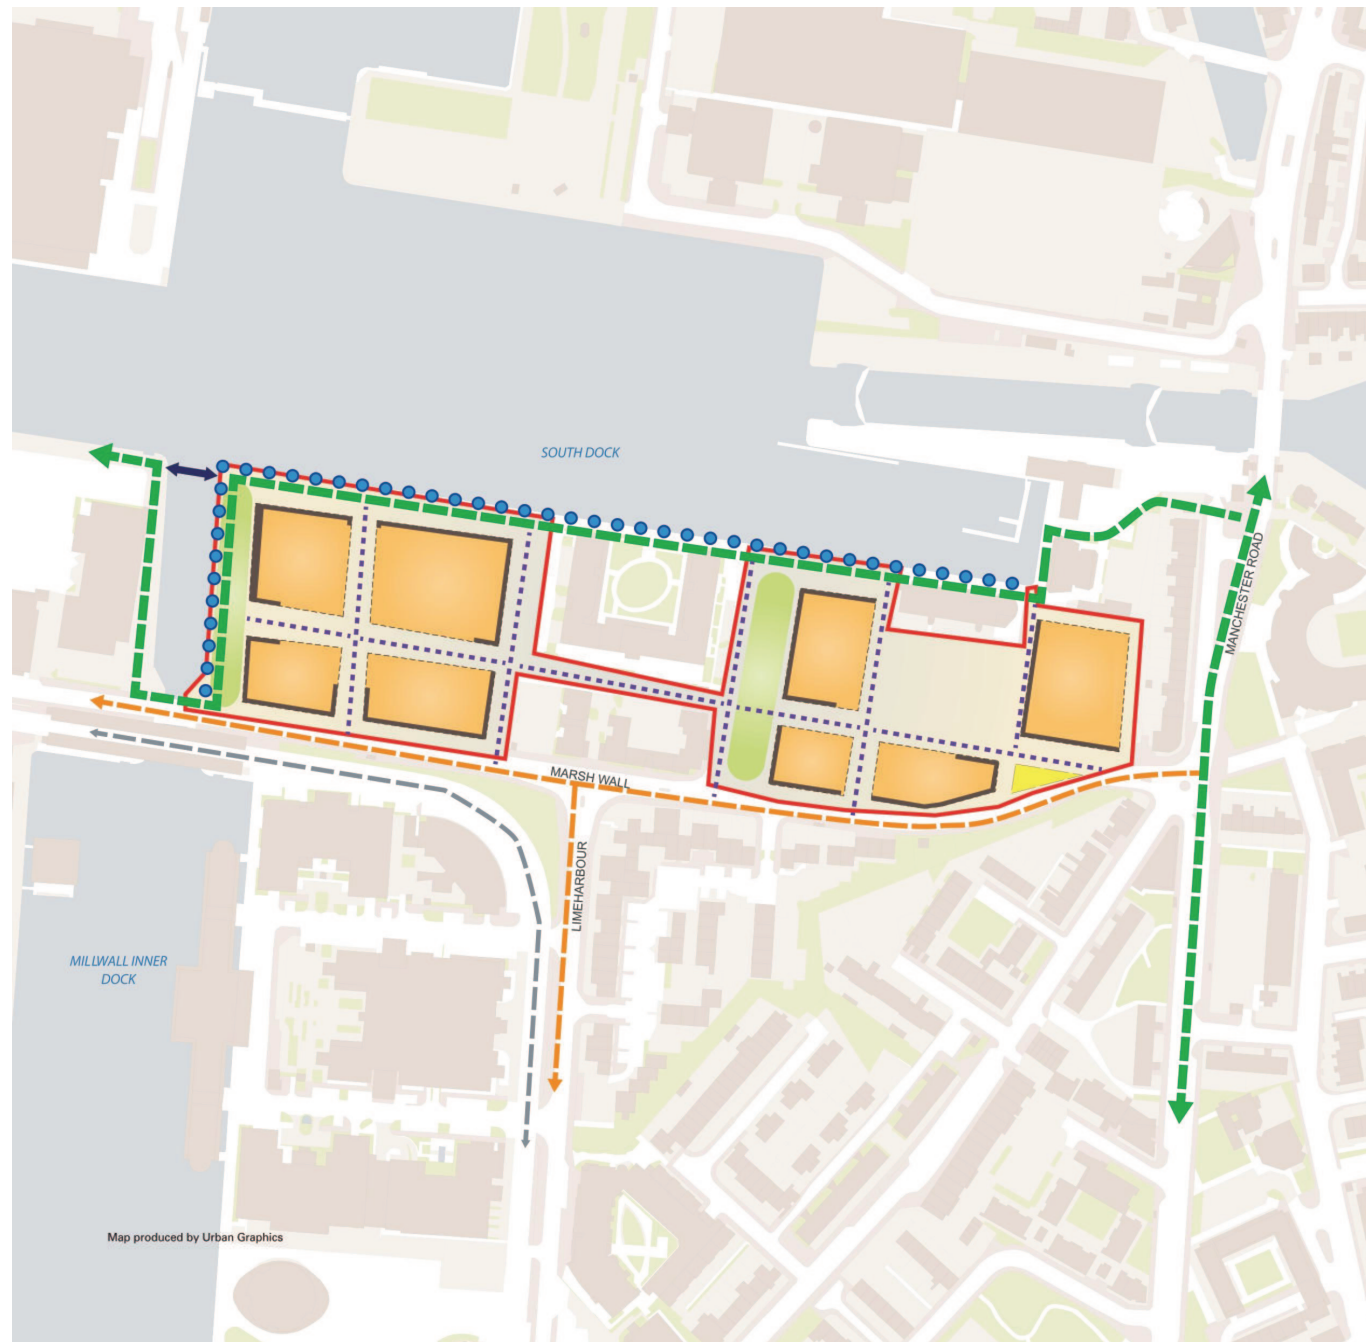 SOUTH DOCK
MANCHESTER ROAD
MARSH WALL
LIMEHARBOUR
MILLWALL INNER
DOCK
Map produced by Urban Graphics